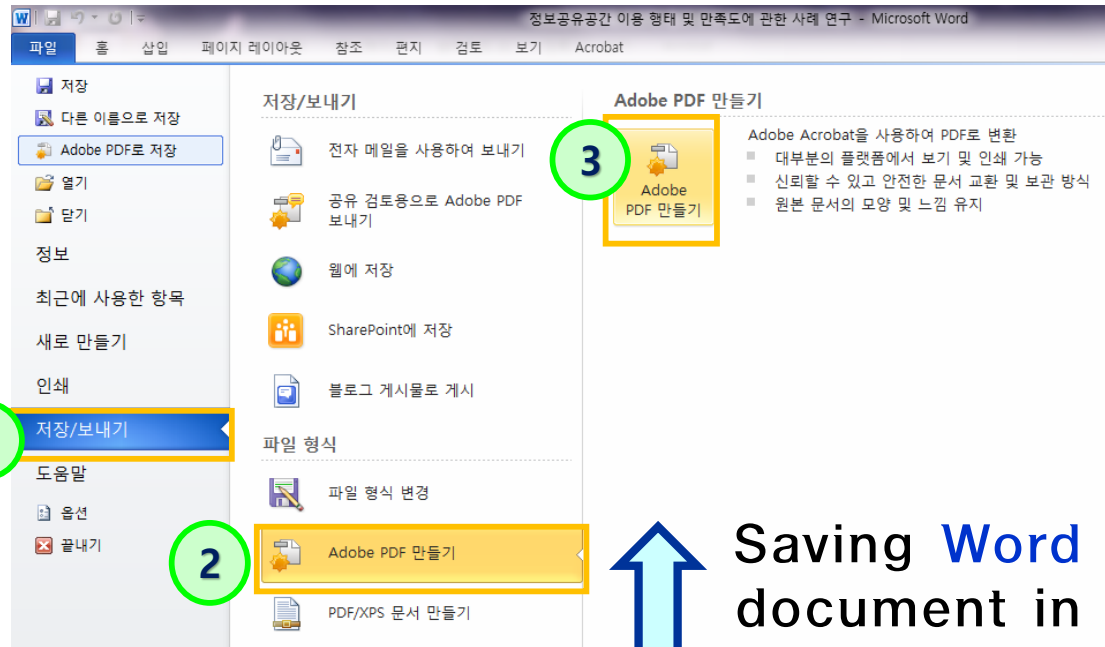 정보공유공간 이용 형태 및 만족도에 관한 사례 연구 - Microsoft Word
파일 홈 삽입 페이지 레이아웃 참조 편지 검토 보기 Acrobat
저장
다른 이름으로 저장
Adobe PDF로 저장
열기
닫기
정보
최근에 사용한 항목
새로 만들기
인쇄
저장/보내기
도움말
옵션
끝내기
저장/보내기
전자 메일을 사용하여 보내기
공유 검토용으로 Adobe PDF
보내기
웹에 저장
SharePoint에 저장
블로그 게시물로 게시
파일 형식
파일 형식 변경
2
Adobe PDF 만들기
PDF/XPS 문서 만들기
Adobe PDF 만들기
3
Adobe
PDF 만들기
Adobe Acrobat을 사용하여 PDF로 변환
대부분의 플랫폼에서 보기 및 인쇄 가능
신뢰할 수 있고 안전한 문서 교환 및 보관 방식
원본 문서의 모양 및 느낌 유지
Saving Word
document in